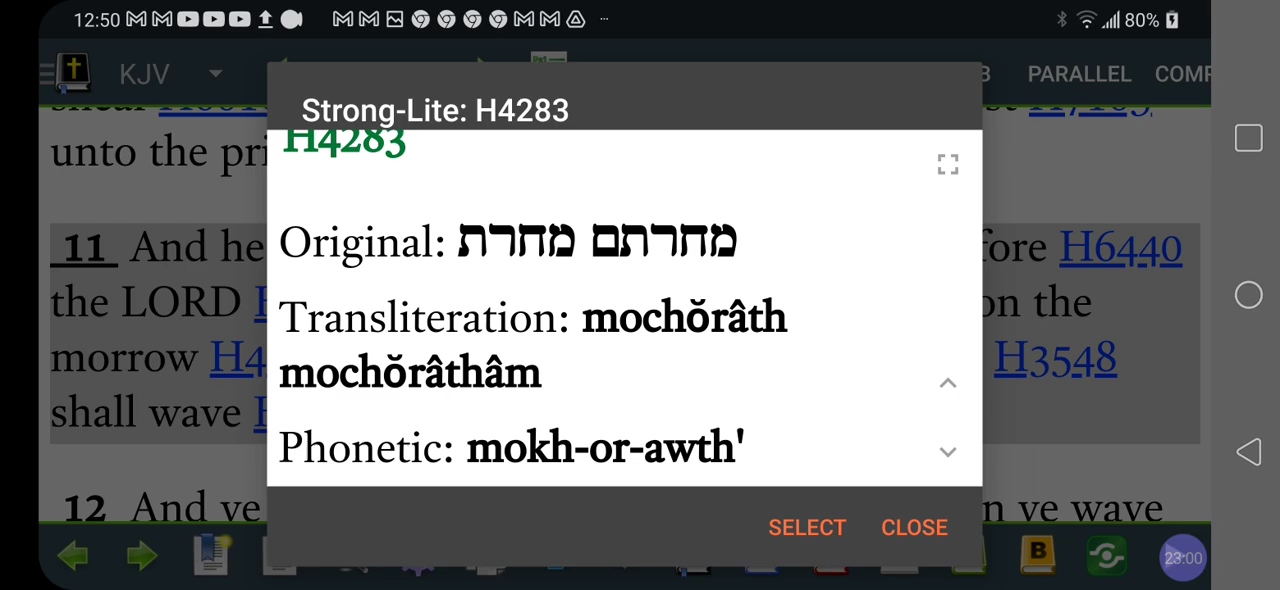 12:50
80%
KJV
B PARALLEL COMP
Strong-Lite: H4283
H4283
unto the pri
Original: מחרתם מחרת
11 And he
fore H6440
the LORD
on the
Transliteration: mochŏrâth
mochŏrâthâm
morrow H4
H3548
shall wave
Phonetic: mokh-or-awth'
12 And ye
n ye wave
SELECT CLOSE
B
23:00